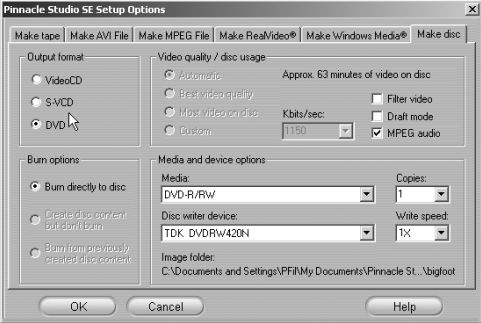 Pinnacle Studio SE Setup Options
Make tape
Make AVI File
Make MPEG File
Make RealVideo®
Make Windows Media®
Make disc
Output format
VideoCD
S-VCD
DVD
Video quality / disc usage
Automatic
Best video quality
Most video on disc
Custom
Approx. 63 minutes of video on disc
Kbits/sec:
1150
Filter video
Draft mode
MPEG audio
Burn options
Burn directly to disc
Create disc content
but don't burn
Burn from previously
created disc content
Media and device options
Media:
DVD-R/RW
Copies:
1
Disc writer device:
TDK DVDRW420N
Write speed:
1X
Image folder:
C:\Documents and Settings\PFil\My Documents\Pinnacle St...\bigfoot
OK
Cancel
Help